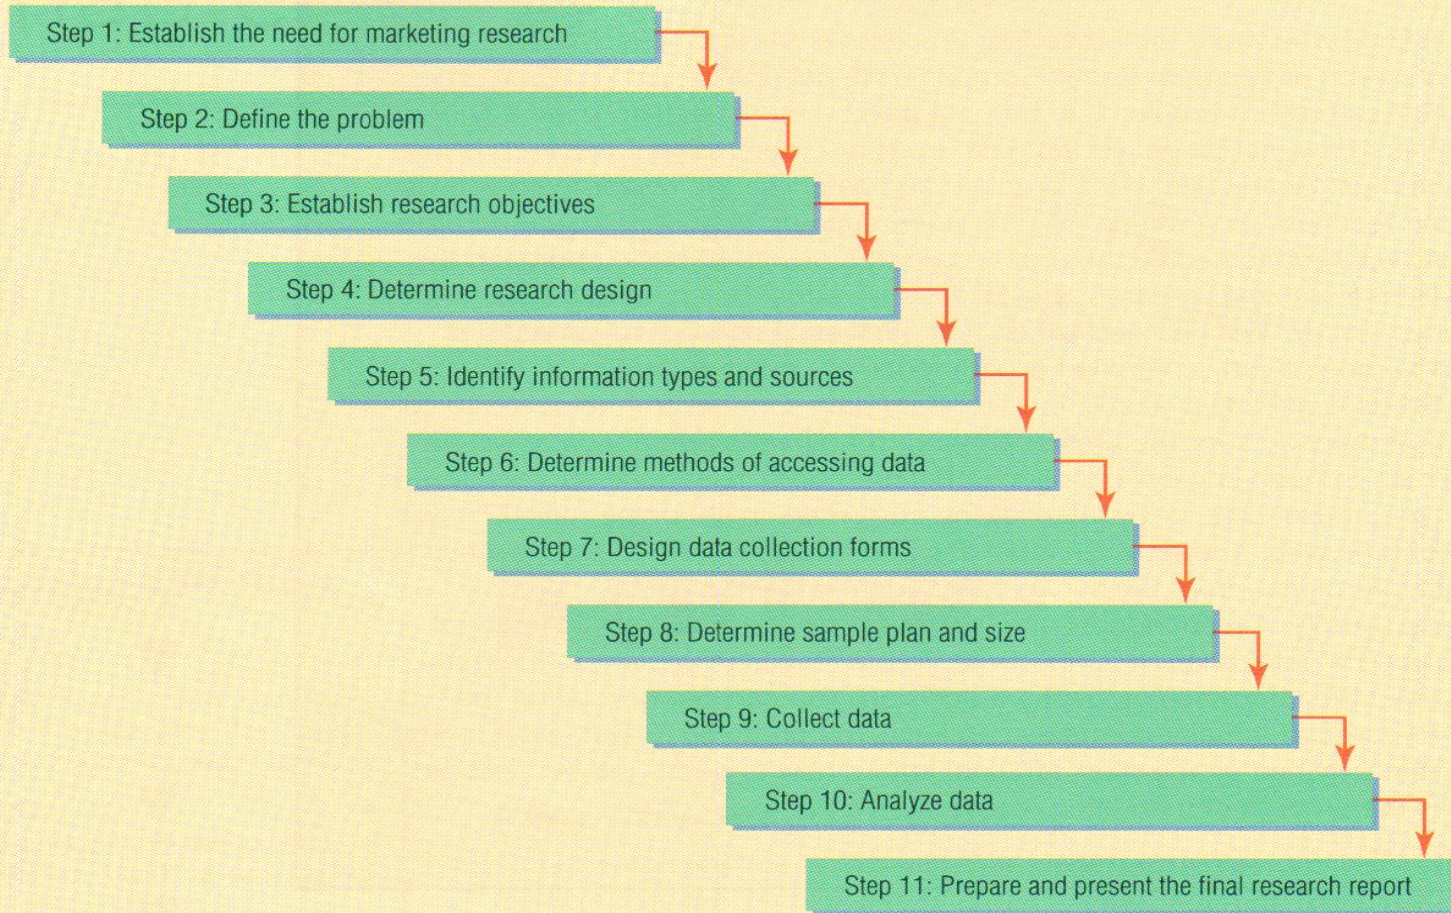 Step 1: Establish the need for marketing research
Step 2: Define the problem
Step 3: Establish research objectives
Step 4: Determine research design
Step 5: Identify information types and sources
Step 6: Determine methods of accessing data
Step 7: Design data collection forms
Step 8: Determine sample plan and size
Step 9: Collect data
Step 10: Analyze data
Step 11: Prepare and present the final research report